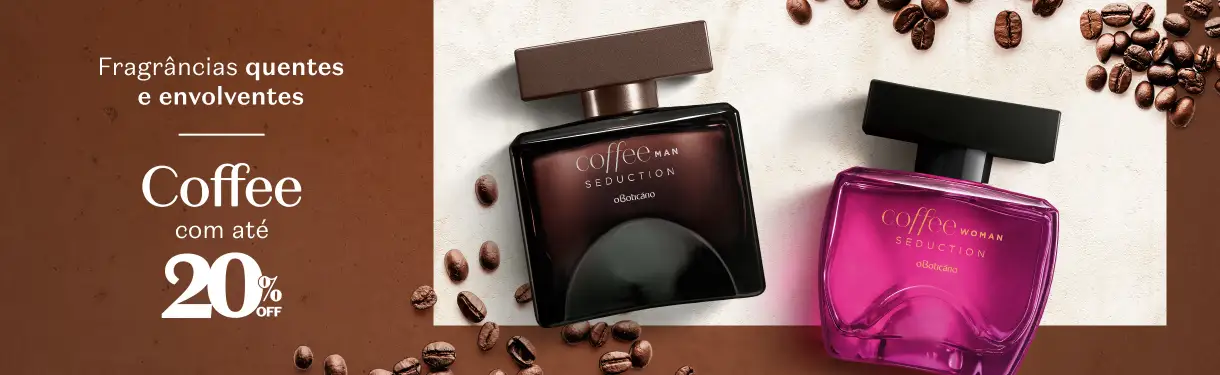 Fragrâncias quentes
e envolventes
Coffee
com até
20% OFF
coffee MAN
SEDUCTION
oBoticário
coffee WOMAN
SEDUCTION
oBoticário